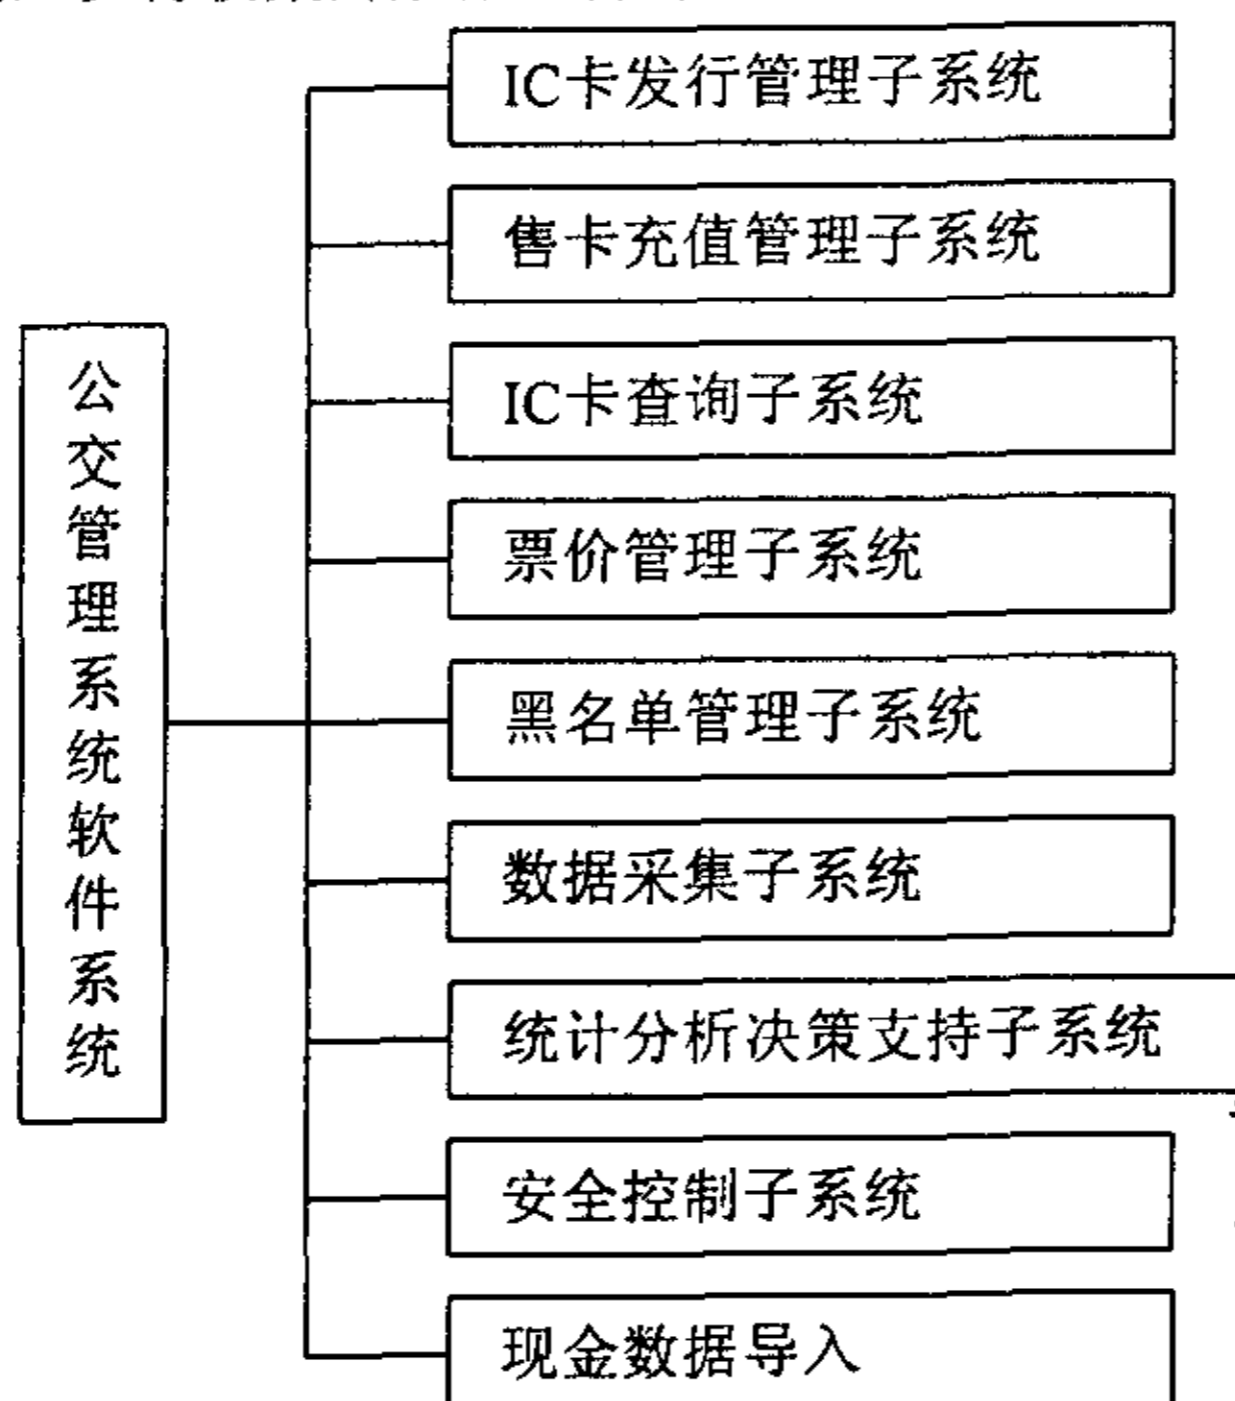 公交管理系统软件系统
IC卡发行管理子系统
售卡充值管理子系统
IC卡查询子系统
票价管理子系统
黑名单管理子系统
数据采集子系统
统计分析决策支持子系统
安全控制子系统
现金数据导入